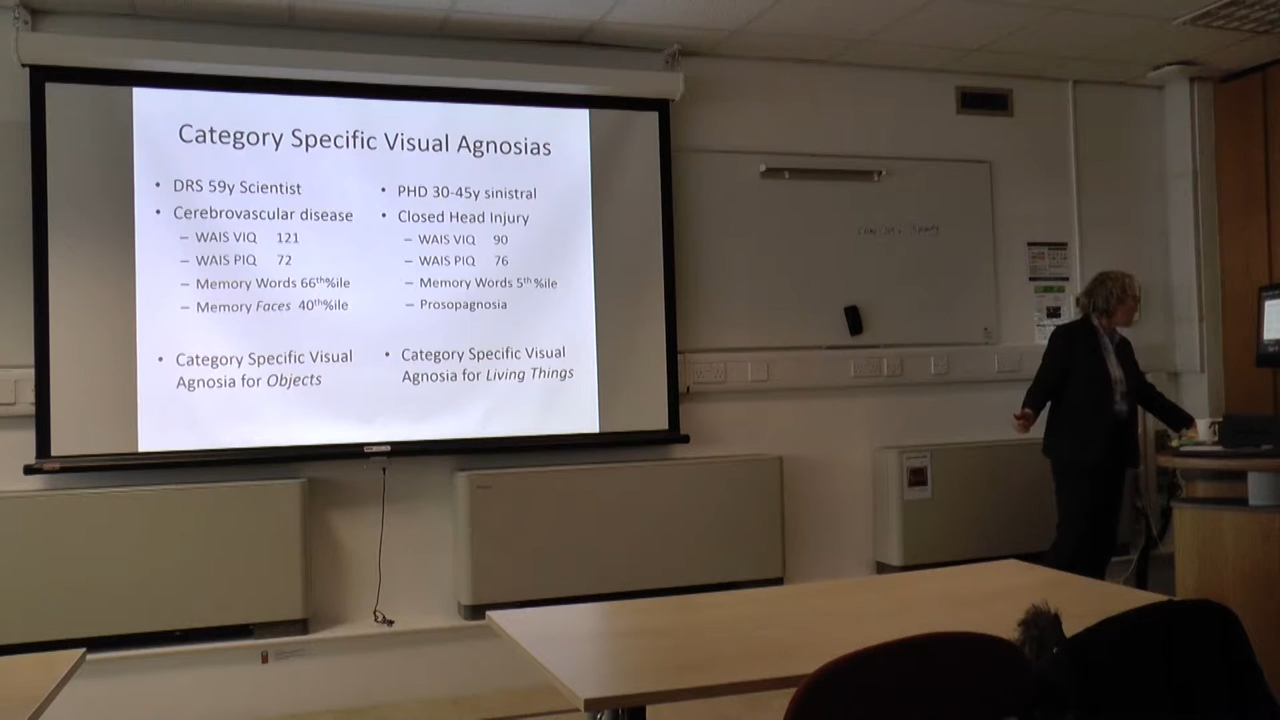 Category Specific Visual Agnosias
• DRS 59y Scientist
• Cerebrovascular disease
– WAIS VIQ 121
– WAIS PIQ 72
– Memory Words 66th%ile
– Memory Faces 40th%ile
• Category Specific Visual
Agnosia for Objects
• PHD 30-45y sinistral
• Closed Head Injury
– WAIS VIQ 90
– WAIS PIQ 76
– Memory Words 5th %ile
– Prosopagnosia
• Category Specific Visual
Agnosia for Living Things